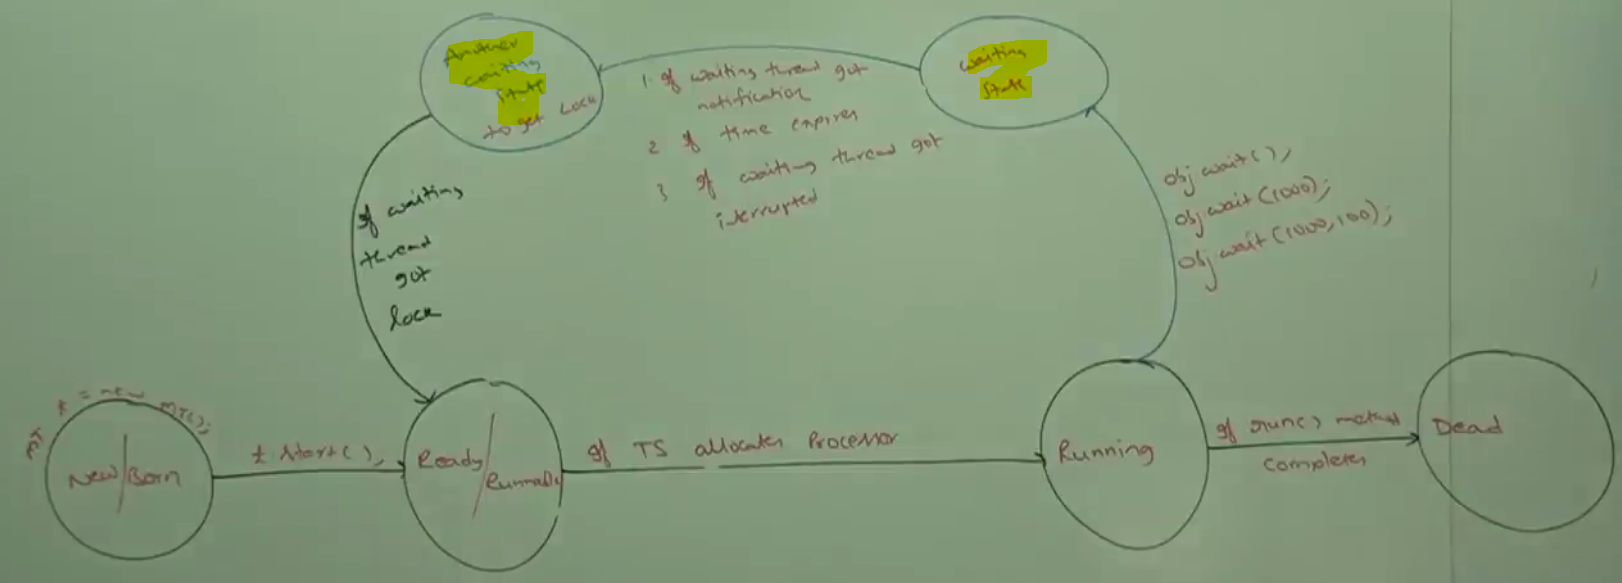 Another
waiting
state
to get Lock
waiting
state
1. If waiting thread got
notification
2 If time expires
3 If waiting thread got
interrupted
obj.wait();
obj.wait(1000);
obj.wait(1000,100);
If waiting
thread
got
lock
MT t = new MT();
New/Born
t.start();
Ready/
Runnable
If TS allocates Processor
Running
If run() method
completes
Dead